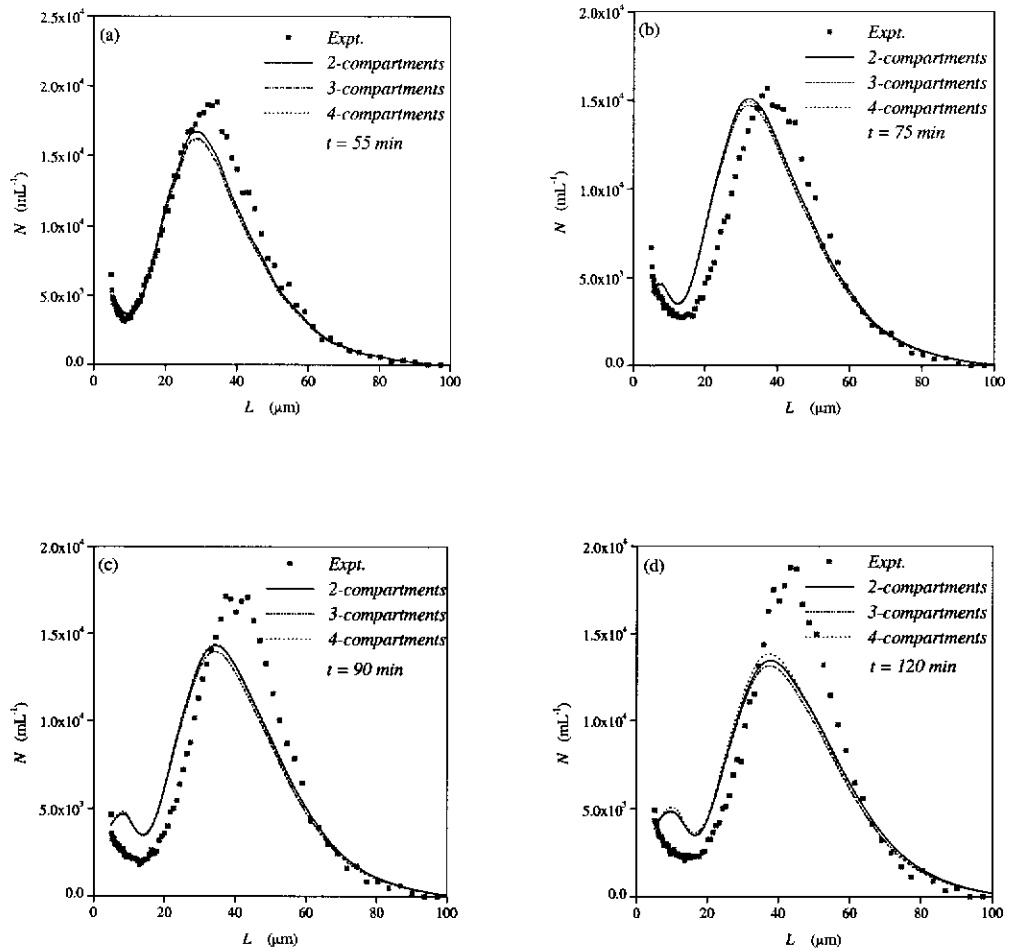 (a)
2.5x10⁴
2.0x10⁴
1.5x10⁴
1.0x10⁴
5.0x10³
0.0
N (mL⁻¹)
Expt.
2-compartments
3-compartments
4-compartments
t = 55 min
0 20 40 60 80 100
L (μm)
(b)
2.0x10⁴
1.5x10⁴
1.0x10⁴
5.0x10³
0.0
N (mL⁻¹)
Expt.
2-compartments
3-compartments
4-compartments
t = 75 min
0 20 40 60 80 100
L (μm)
(c)
2.0x10⁴
1.5x10⁴
1.0x10⁴
5.0x10³
0.0
N (mL⁻¹)
Expt.
2-compartments
3-compartments
4-compartments
t = 90 min
0 20 40 60 80 100
L (μm)
(d)
2.0x10⁴
1.5x10⁴
1.0x10⁴
5.0x10³
0.0
N (mL⁻¹)
Expt.
2-compartments
3-compartments
4-compartments
t = 120 min
0 20 40 60 80 100
L (μm)